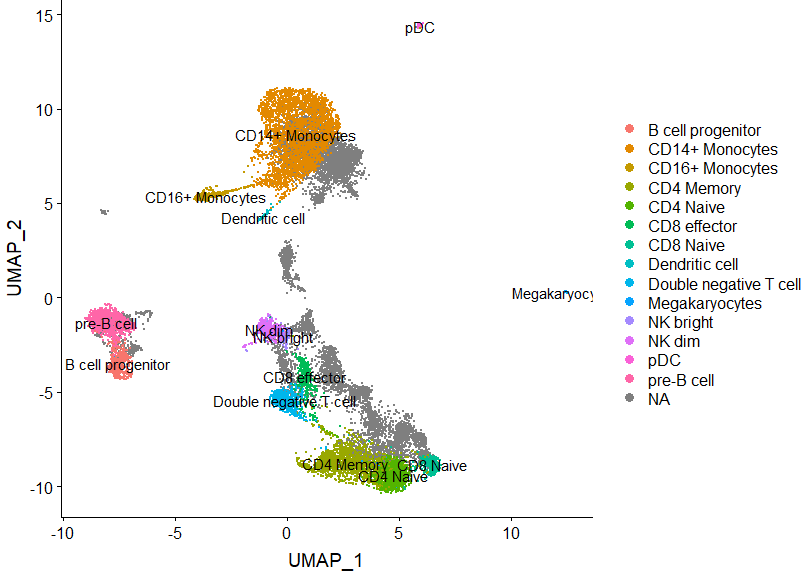 15
10
5
0
-5
-10
UMAP_2
-10
-5
0
5
10
UMAP_1
pDC
CD14+ Monocytes
CD16+ Monocytes
Dendritic cell
Megakaryocy
pre-B cell
NK dim
NK bright
B cell progenitor
CD8 effector
Double negative T cell
CD4 Memory
CD8 Naive
CD4 Naive
B cell progenitor
CD14+ Monocytes
CD16+ Monocytes
CD4 Memory
CD4 Naive
CD8 effector
CD8 Naive
Dendritic cell
Double negative T cell
Megakaryocytes
NK bright
NK dim
pDC
pre-B cell
NA